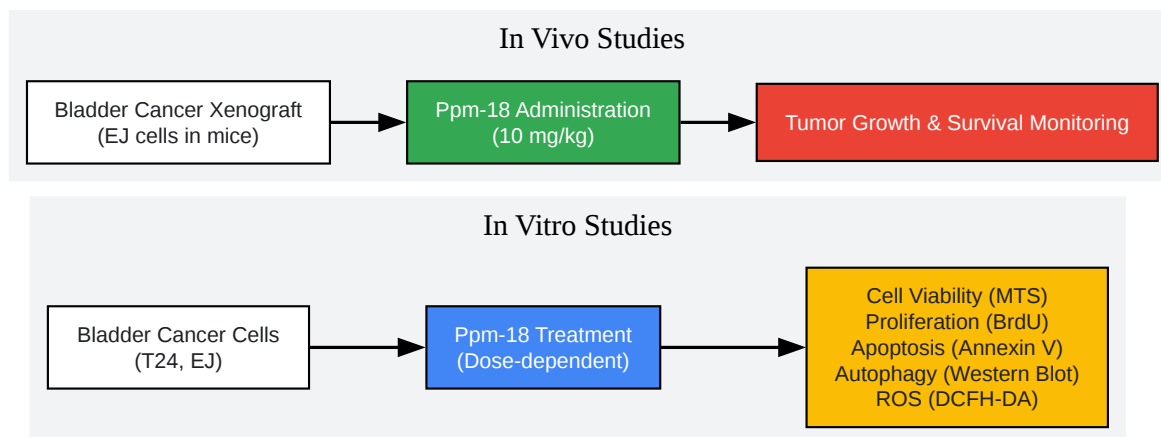 In Vivo Studies
Bladder Cancer Xenograft
(EJ cells in mice)
Ppm-18 Administration
(10 mg/kg)
Tumor Growth & Survival Monitoring
In Vitro Studies
Bladder Cancer Cells
(T24, EJ)
Ppm-18 Treatment
(Dose-dependent)
Cell Viability (MTS)
Proliferation (BrdU)
Apoptosis (Annexin V)
Autophagy (Western Blot)
ROS (DCFH-DA)